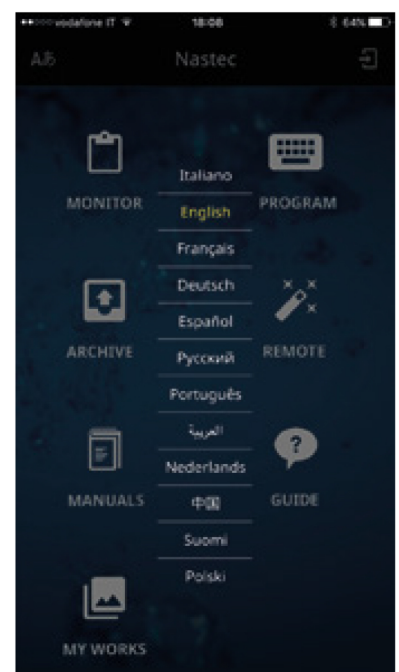 vodafone IT 18:08 64%
Nastec
MONITOR
PROGRAM
ARCHIVE
REMOTE
MANUALS
GUIDE
MY WORKS
Italiano
English
Français
Deutsch
Español
Русский
Português
العربية
Nederlands
中国
Suomi
Polski